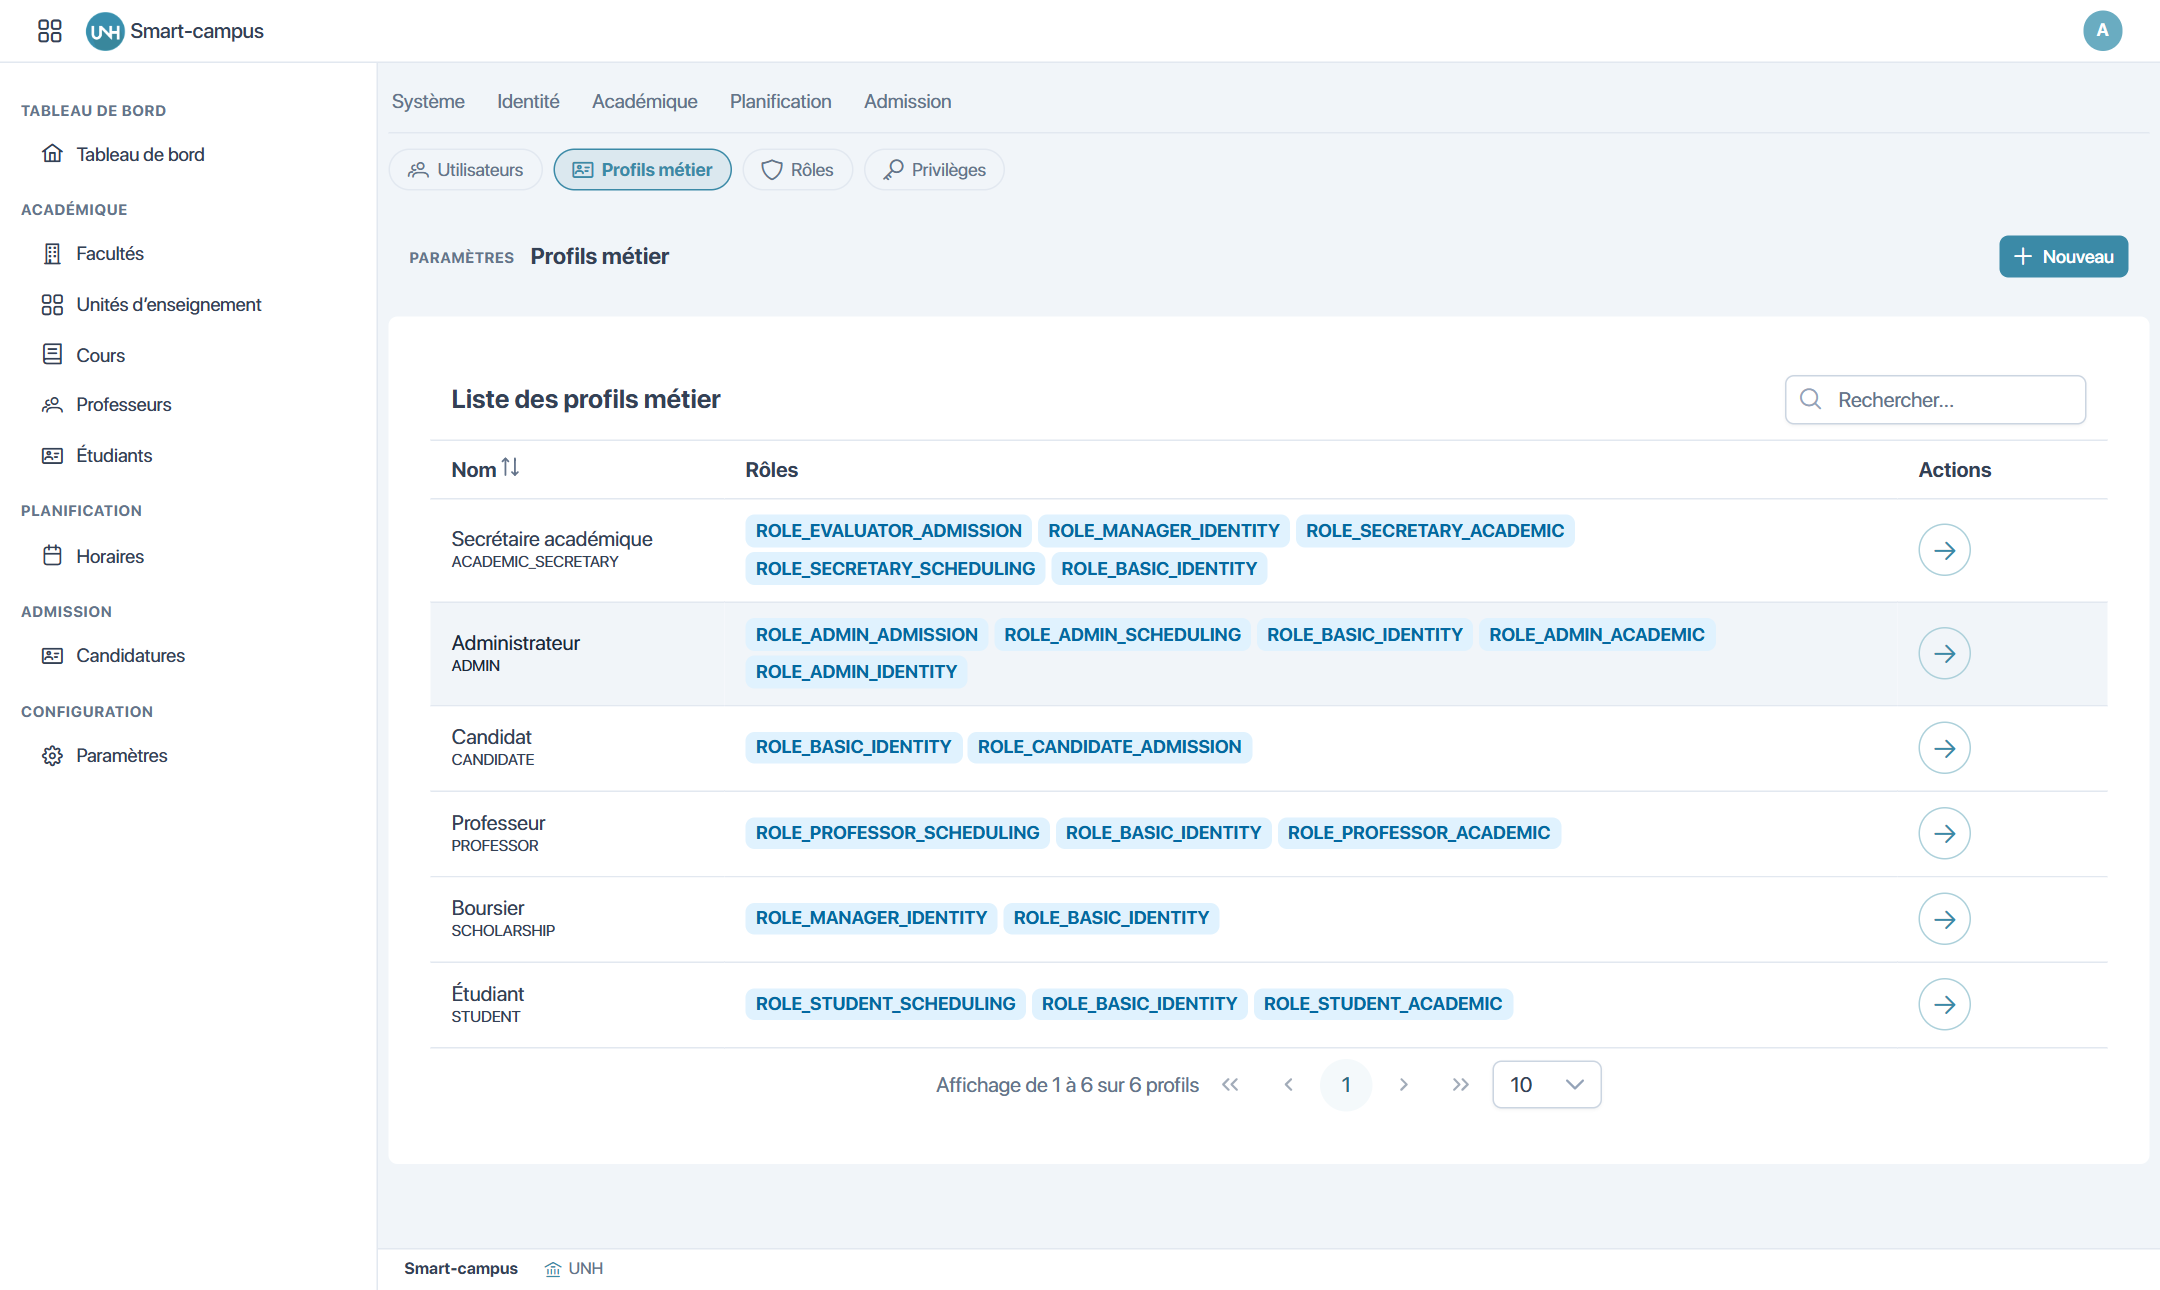 UNH Smart-campus
A
TABLEAU DE BORD
Tableau de bord
ACADÉMIQUE
Facultés
Unités d'enseignement
Cours
Professeurs
Étudiants
PLANIFICATION
Horaires
ADMISSION
Candidatures
CONFIGURATION
Paramètres
Système Identité Académique Planification Admission
Utilisateurs Profils métier Rôles Privilèges
PARAMÈTRES Profils métier
Nouveau
Liste des profils métier
Rechercher...
Nom Rôles Actions
Secrétaire académique
ACADEMIC_SECRETARY
ROLE_EVALUATOR_ADMISSION ROLE_MANAGER_IDENTITY ROLE_SECRETARY_ACADEMIC
ROLE_SECRETARY_SCHEDULING ROLE_BASIC_IDENTITY
Administrateur
ADMIN
ROLE_ADMIN_ADMISSION ROLE_ADMIN_SCHEDULING ROLE_BASIC_IDENTITY ROLE_ADMIN_ACADEMIC
ROLE_ADMIN_IDENTITY
Candidat
CANDIDATE
ROLE_BASIC_IDENTITY ROLE_CANDIDATE_ADMISSION
Professeur
PROFESSOR
ROLE_PROFESSOR_SCHEDULING ROLE_BASIC_IDENTITY ROLE_PROFESSOR_ACADEMIC
Boursier
SCHOLARSHIP
ROLE_MANAGER_IDENTITY ROLE_BASIC_IDENTITY
Étudiant
STUDENT
ROLE_STUDENT_SCHEDULING ROLE_BASIC_IDENTITY ROLE_STUDENT_ACADEMIC
Affichage de 1 à 6 sur 6 profils 1 10
Smart-campus UNH